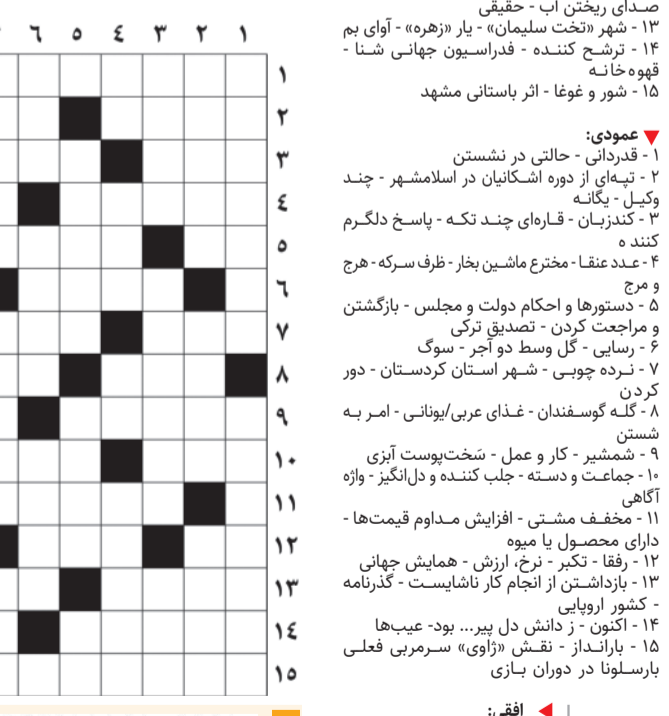 صدای ریختن آب - حقیقی
۱۳ - شهر «تخت سلیمان» - یار «زهره» - آوای بم
۱۴ - ترشح کننده - فدراسیون جهانی شنا -
قهوه‌خانه
۱۵ - شور و غوغا - اثر باستانی مشهد
عمودی:
۱ - قدردانی - حالتی در نشستن
۲ - تپه‌ای از دوره اشکانیان در اسلامشهر - چند
وکیل - یگانه
۳ - کندزبان - قاره‌ای چند تکه - پاسخ دلگرم
کننده
۴ - عدد عنقا - مخترع ماشین بخار - ظرف سرکه - هرج
و مرج
۵ - دستورها و احکام دولت و مجلس - بازگشتن
و مراجعت کردن - تصدیق ترکی
۶ - رسایی - گل وسط دو آجر - سوگ
۷ - نرده چوبی - شهر استان کردستان - دور
کردن
۸ - گله گوسفندان - غذای عربی/یونانی - امر به
شستن
۹ - شمشیر - کار و عمل - سَخت‌پوست آبزی
۱۰ - جماعت و دسته - جلب کننده و دل‌انگیز - واژه
آگاهی
۱۱ - مخفف مشتی - افزایش مداوم قیمت‌ها -
دارای محصول یا میوه
۱۲ - رفقا - تکبر - نرخ، ارزش - همایش جهانی
۱۳ - بازداشتن از انجام کار ناشایست - گذرنامه
- کشور اروپایی
۱۴ - اکنون - ز دانش دل پیر... بود- عیب‌ها
۱۵ - بارانداز - نقش «ژاوی» سرمربی فعلی
بارسلونا در دوران بازی
افقی:
۱ ۲ ۳ ۴ ۵ ۶
۱
۲
۳
۴
۵
۶
۷
۸
۹
۱۰
۱۱
۱۲
۱۳
۱۴
۱۵